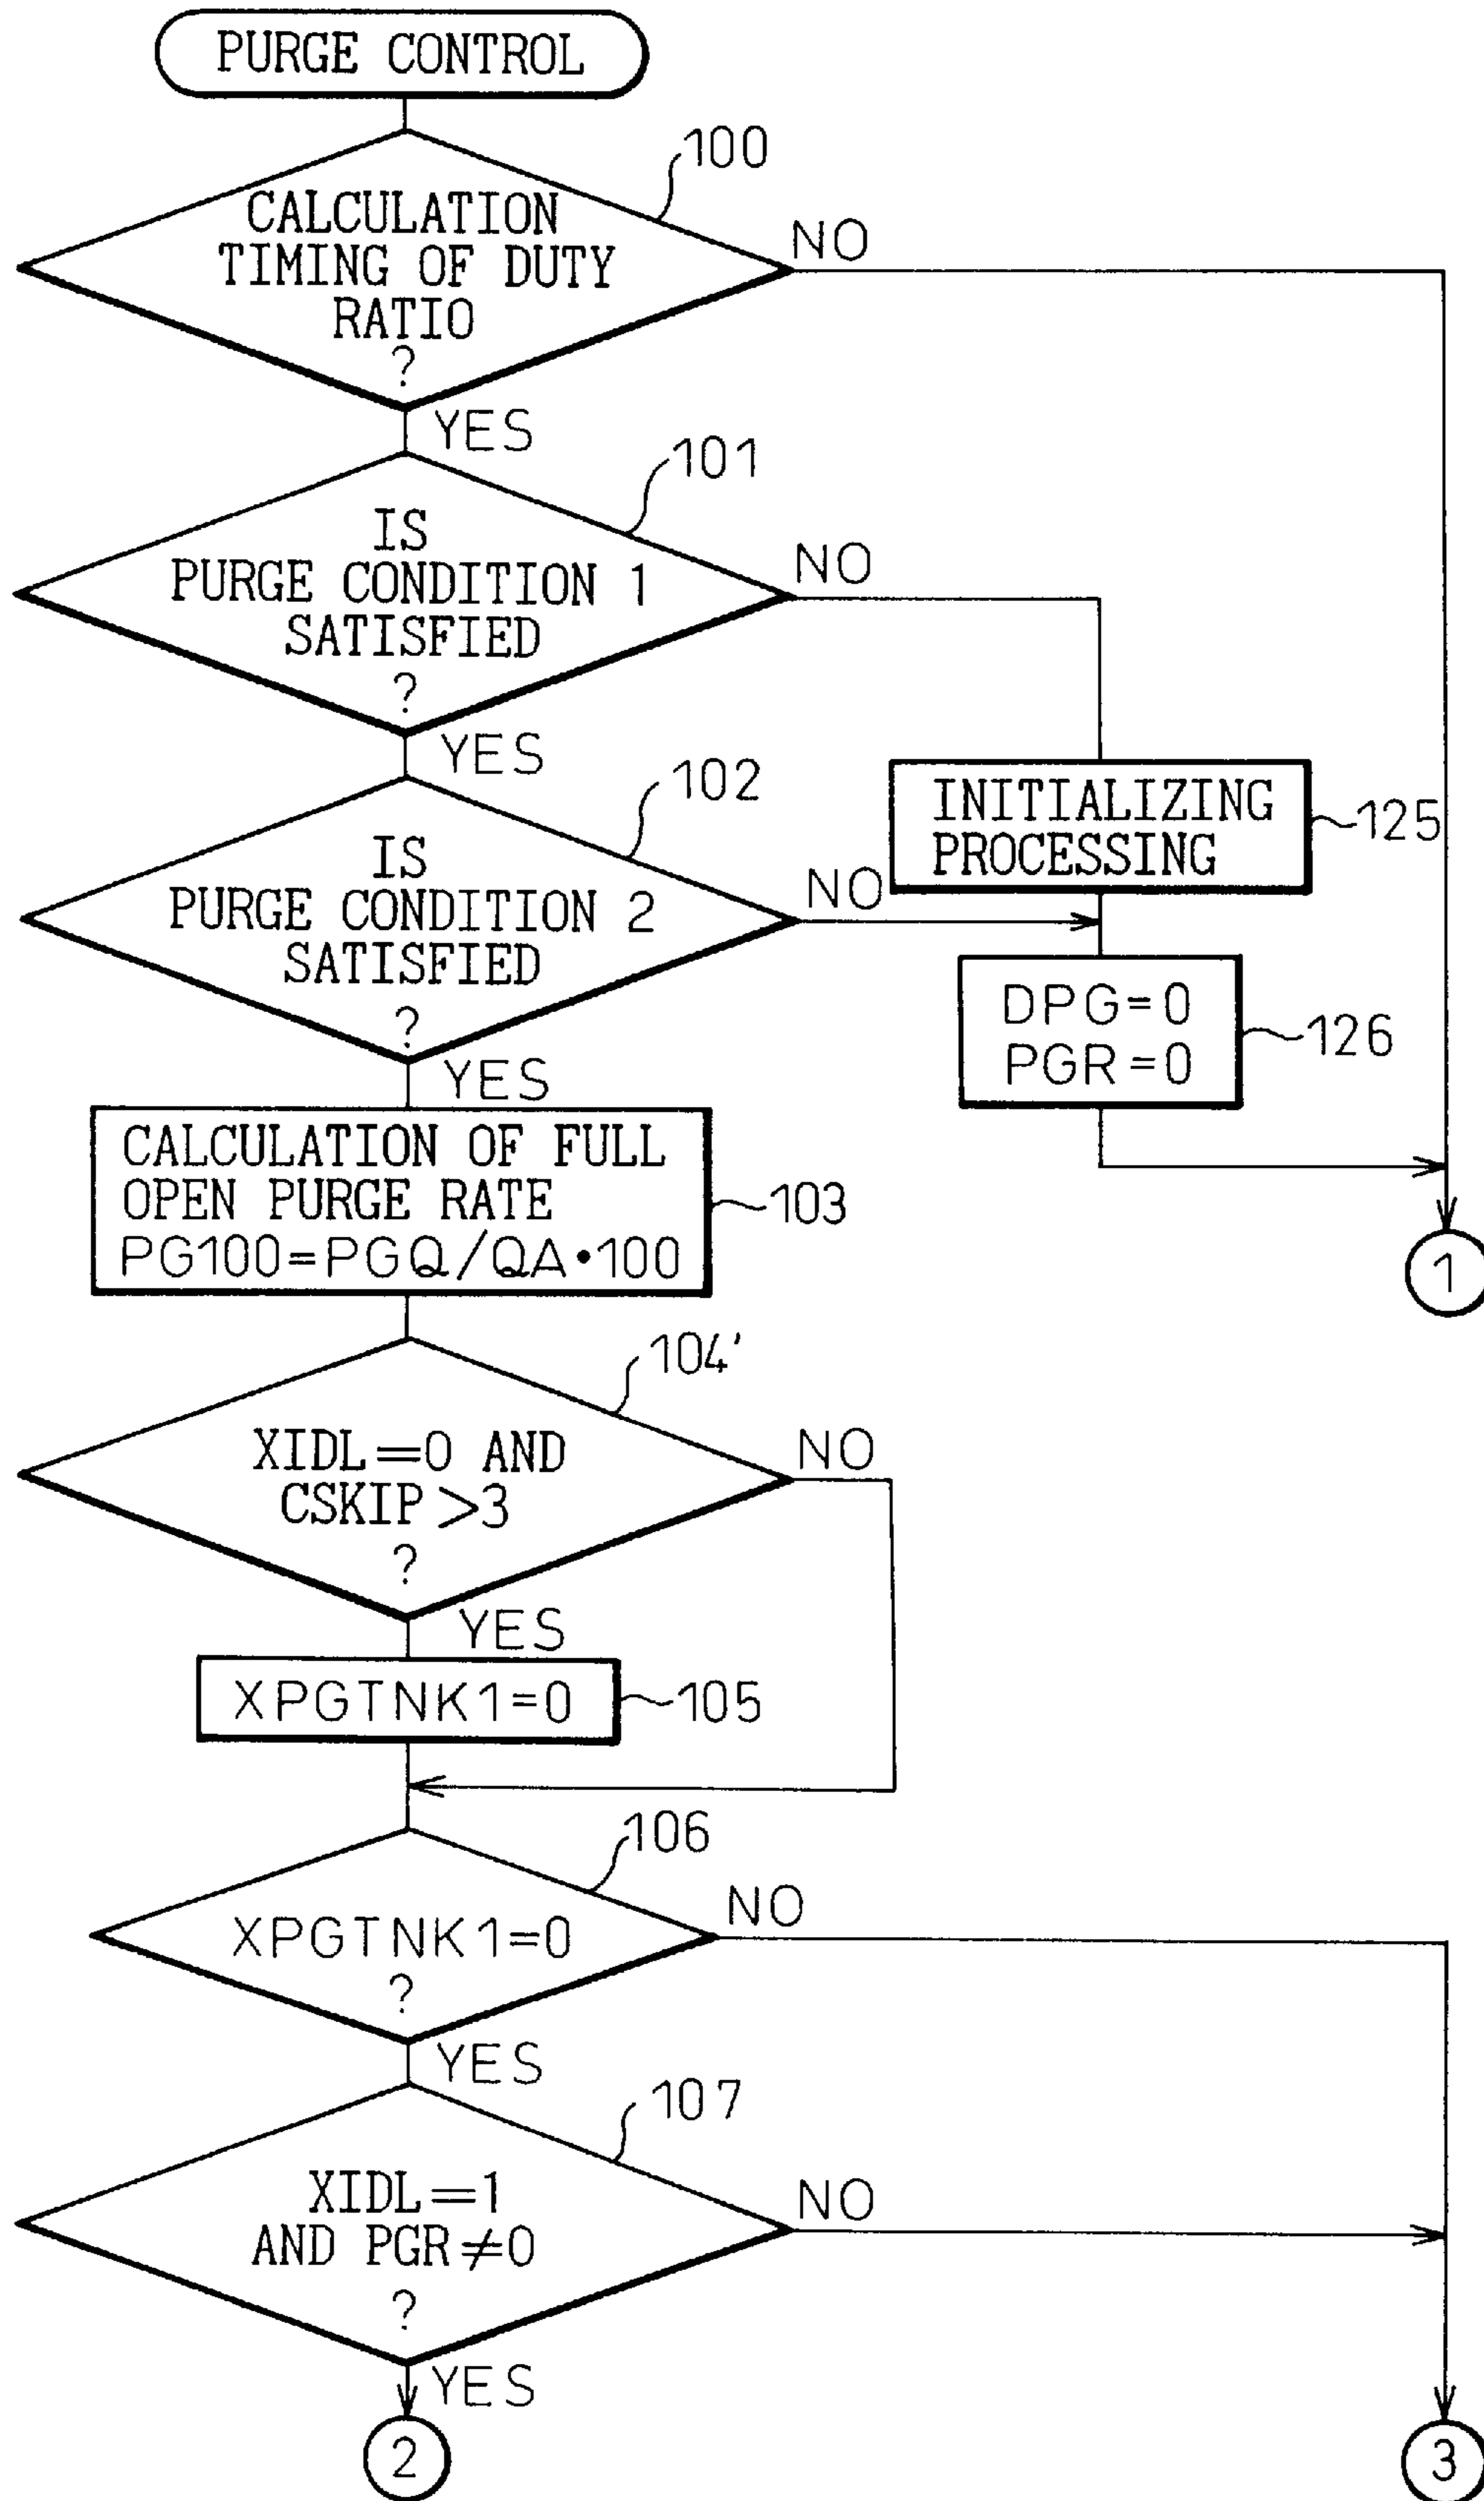 PURGE CONTROL
100
CALCULATION
TIMING OF DUTY
RATIO
?
NO
YES
101
IS
PURGE CONDITION 1
SATISFIED
?
NO
YES
102
IS
PURGE CONDITION 2
SATISFIED
?
NO
YES
INITIALIZING
PROCESSING
125
DPG=0
PGR=0
126
CALCULATION OF FULL
OPEN PURGE RATE
PG100=PGQ/QA•100
103
1
104'
XIDL=0 AND
CSKIP>3
?
NO
YES
XPGTNK1=0
105
106
XPGTNK1=0
?
NO
YES
107
XIDL=1
AND PGR≠0
?
NO
YES
2
3